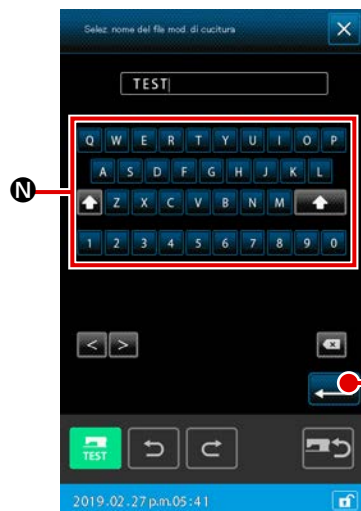 Selez. nome del file mod. di cucitura
TEST
Q W E R T Y U I O P
A S D F G H J K L
N
Z X C V B N M
1 2 3 4 5 6 7 8 9 0
< >
TEST
2019.02.27 p.m.05:41